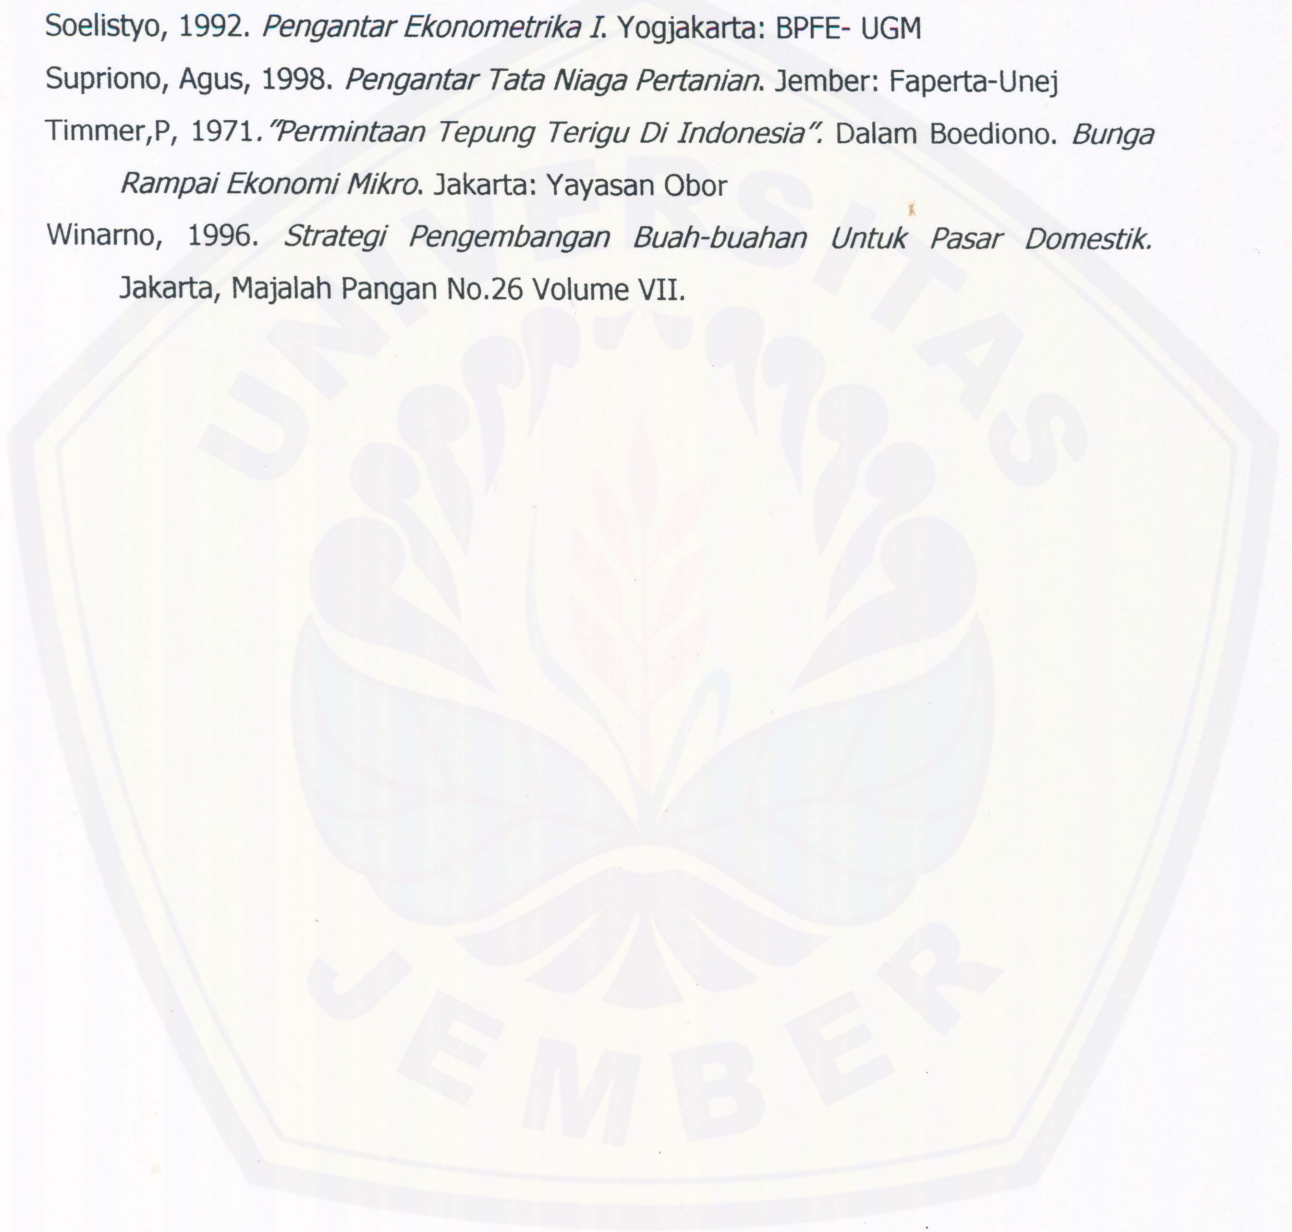 Soelistyo, 1992. Pengantar Ekonometrika I. Yogjakarta: BPFE- UGM
Supriono, Agus, 1998. Pengantar Tata Niaga Pertanian. Jember: Faperta-Unej
Timmer,P, 1971. "Permintaan Tepung Terigu Di Indonesia". Dalam Boediono. Bunga
Rampai Ekonomi Mikro. Jakarta: Yayasan Obor
Winarno, 1996. Strategi Pengembangan Buah-buahan Untuk Pasar Domestik.
Jakarta, Majalah Pangan No.26 Volume VII.
UNIVERSITAS
JEMBER